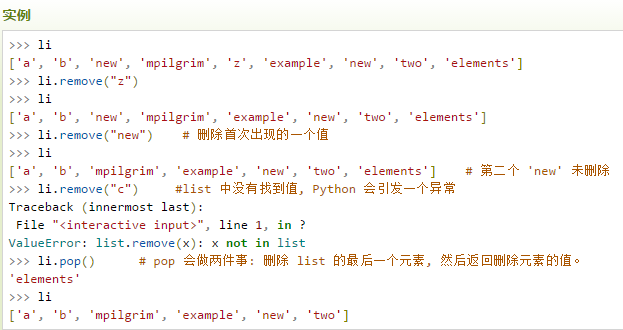 实例
>>> li
['a', 'b', 'new', 'mpilgrim', 'z', 'example', 'new', 'two', 'elements']
>>> li.remove("z")
>>> li
['a', 'b', 'new', 'mpilgrim', 'example', 'new', 'two', 'elements']
>>> li.remove("new")    # 删除首次出现的一个值
>>> li
['a', 'b', 'mpilgrim', 'example', 'new', 'two', 'elements']    # 第二个 'new' 未删除
>>> li.remove("c")     #list 中没有找到值, Python 会引发一个异常
Traceback (innermost last):
 File "<interactive input>", line 1, in ?
ValueError: list.remove(x): x not in list
>>> li.pop()      # pop 会做两件事: 删除 list 的最后一个元素, 然后返回删除元素的值。
'elements'
>>> li
['a', 'b', 'mpilgrim', 'example', 'new', 'two']